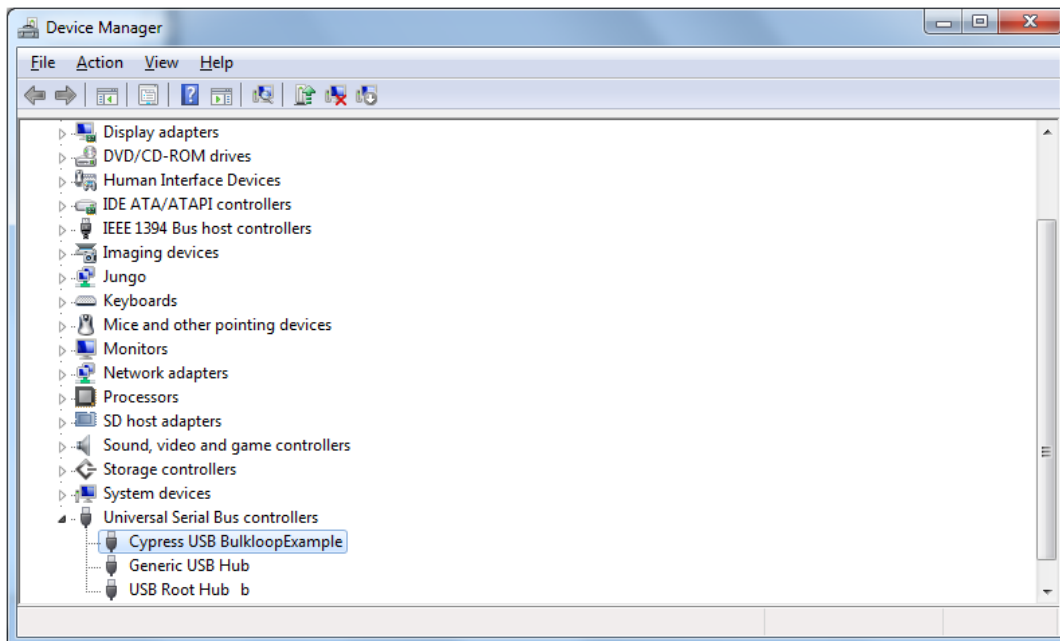 Device Manager
File Action View Help
Display adapters
DVD/CD-ROM drives
Human Interface Devices
IDE ATA/ATAPI controllers
IEEE 1394 Bus host controllers
Imaging devices
Jungo
Keyboards
Mice and other pointing devices
Monitors
Network adapters
Processors
SD host adapters
Sound, video and game controllers
Storage controllers
System devices
Universal Serial Bus controllers
Cypress USB BulkloopExample
Generic USB Hub
USB Root Hub b